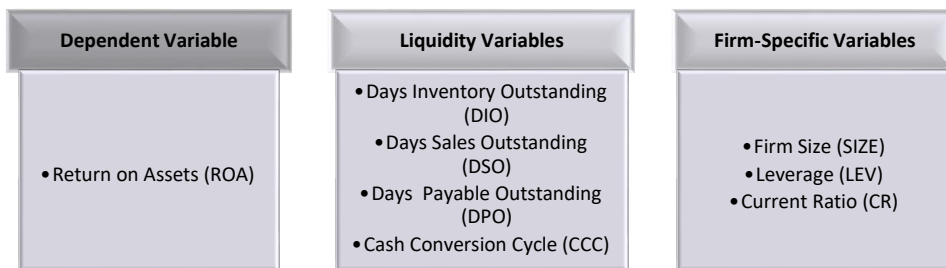 Dependent Variable
•Return on Assets (ROA)
Liquidity Variables
•Days Inventory Outstanding
(DIO)
•Days Sales Outstanding
(DSO)
•Days Payable Outstanding
(DPO)
•Cash Conversion Cycle (CCC)
Firm-Specific Variables
•Firm Size (SIZE)
•Leverage (LEV)
•Current Ratio (CR)